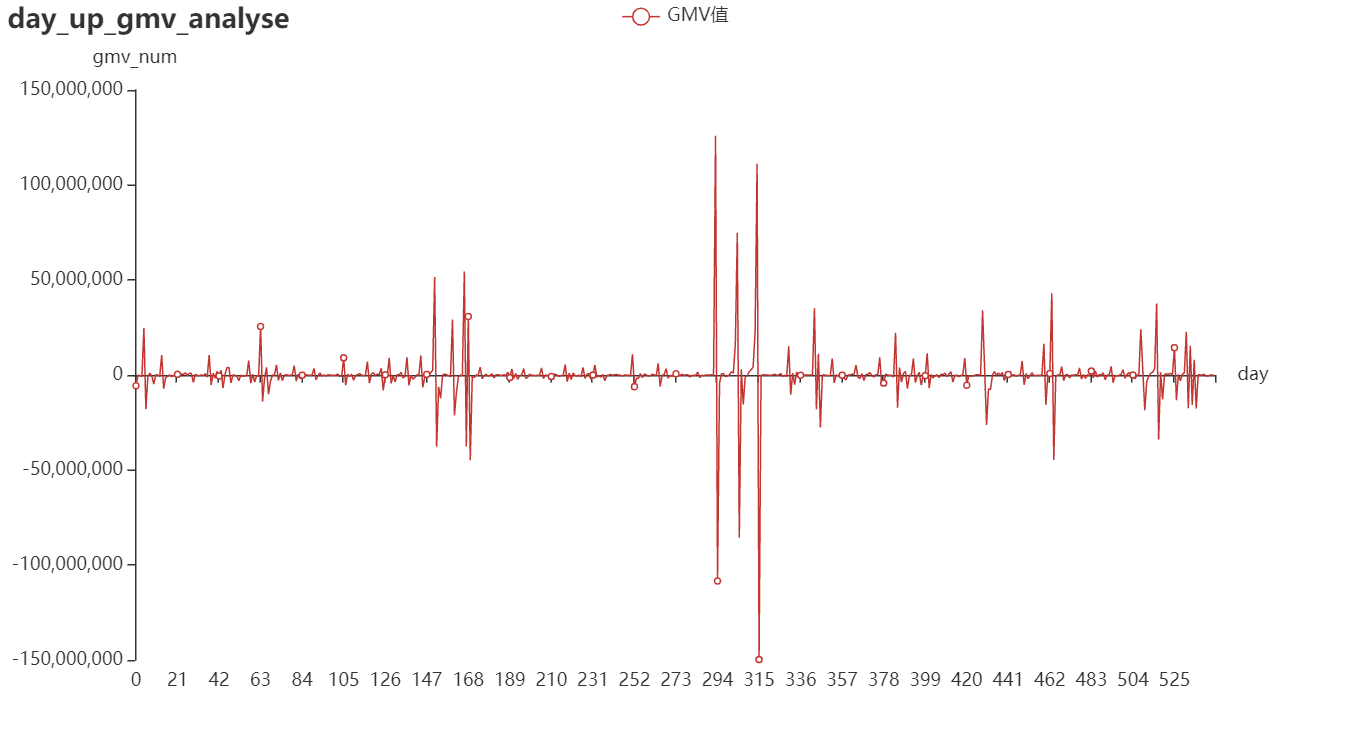 day_up_gmv_analyse
GMV值
gmv_num
150,000,000
100,000,000
50,000,000
0
-50,000,000
-100,000,000
-150,000,000
day
0 21 42 63 84 105 126 147 168 189 210 231 252 273 294 315 336 357 378 399 420 441 462 483 504 525